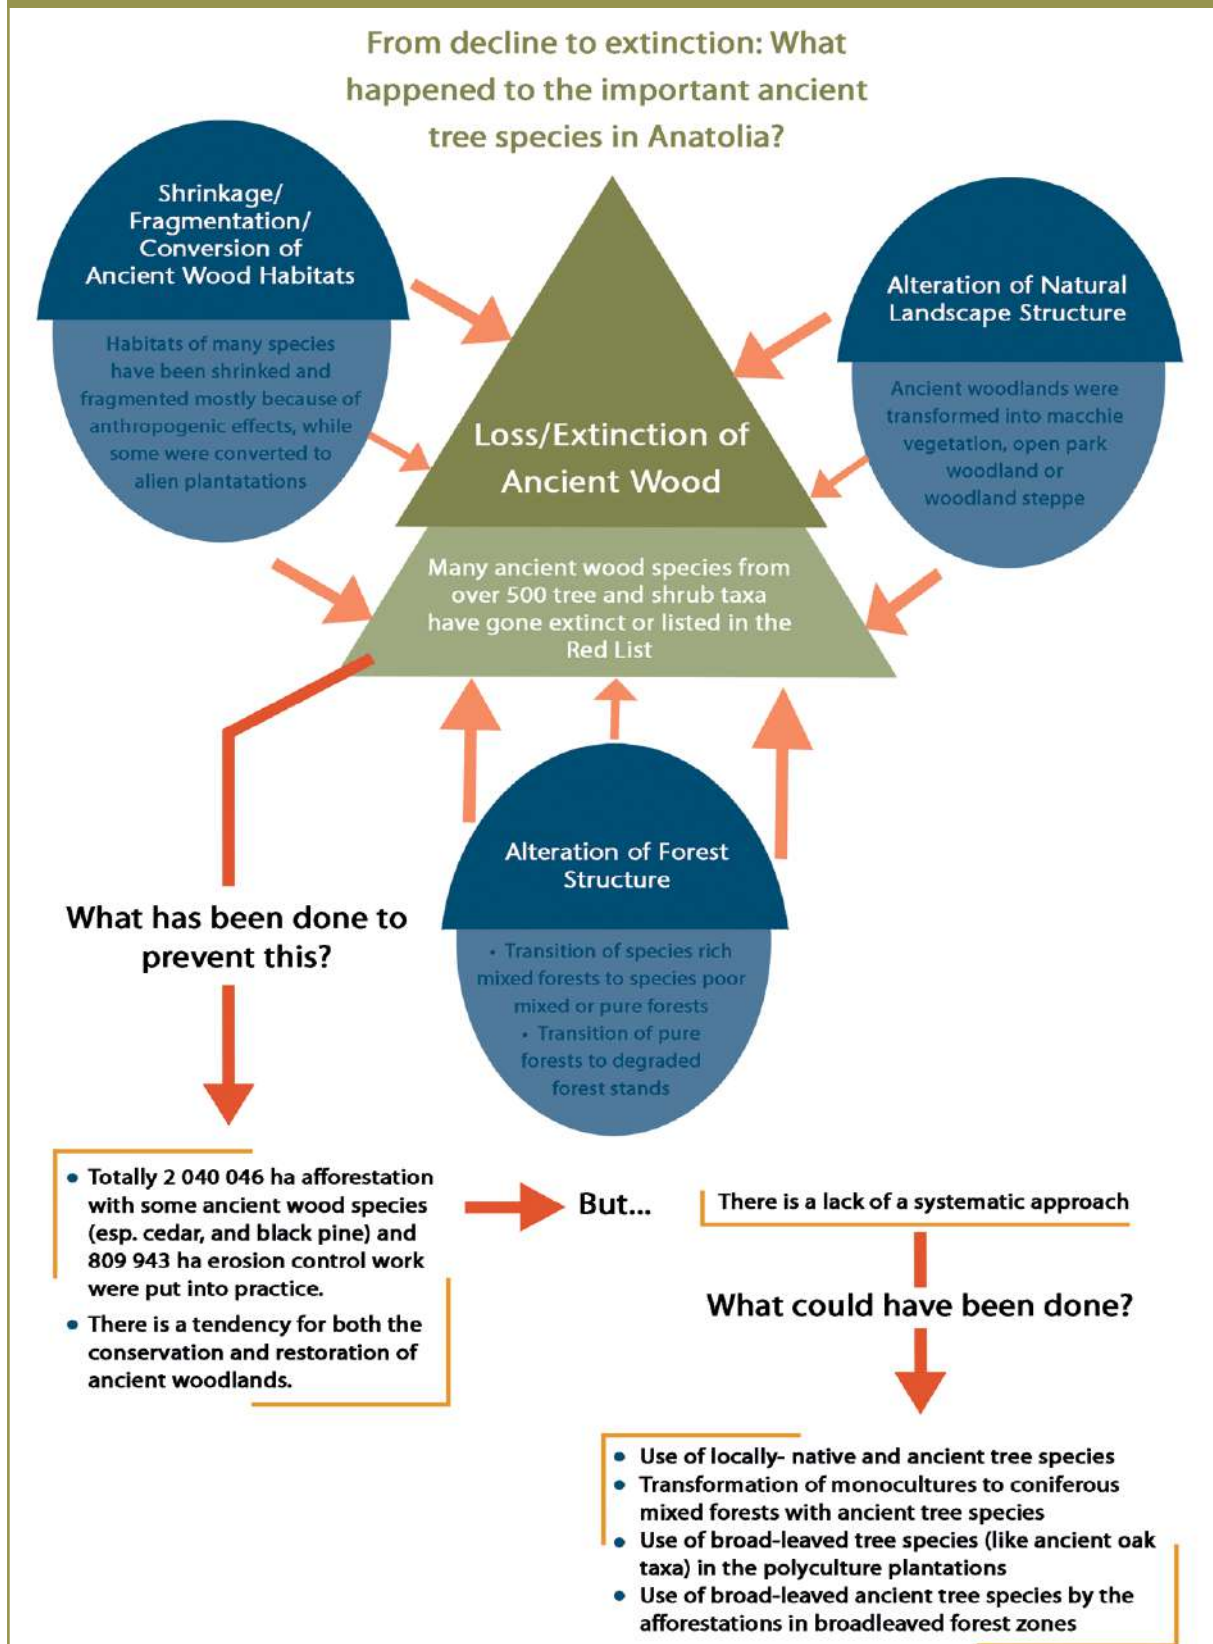 From decline to extinction: What
happened to the important ancient
tree species in Anatolia?
Shrinkage/
Fragmentation/
Conversion of
Ancient Wood Habitats
Habitats of many species
have been shrinked and
fragmented mostly because of
anthropogenic effects, while
some were converted to
alien plantatations
Alteration of Natural
Landscape Structure
Ancient woodlands were
transformed into macchie
vegetation, open park
woodland or
woodland steppe
Loss/Extinction of
Ancient Wood
Many ancient wood species from
over 500 tree and shrub taxa
have gone extinct or listed in the
Red List
Alteration of Forest
Structure
• Transition of species rich
mixed forests to species poor
mixed or pure forests
• Transition of pure
forests to degraded
forest stands
What has been done to
prevent this?
• Totally 2 040 046 ha afforestation
with some ancient wood species
(esp. cedar, and black pine) and
809 943 ha erosion control work
were put into practice.
• There is a tendency for both the
conservation and restoration of
ancient woodlands.
But...
There is a lack of a systematic approach
What could have been done?
• Use of locally- native and ancient tree species
• Transformation of monocultures to coniferous
mixed forests with ancient tree species
• Use of broad-leaved tree species (like ancient oak
taxa) in the polyculture plantations
• Use of broad-leaved ancient tree species by the
afforestations in broadleaved forest zones